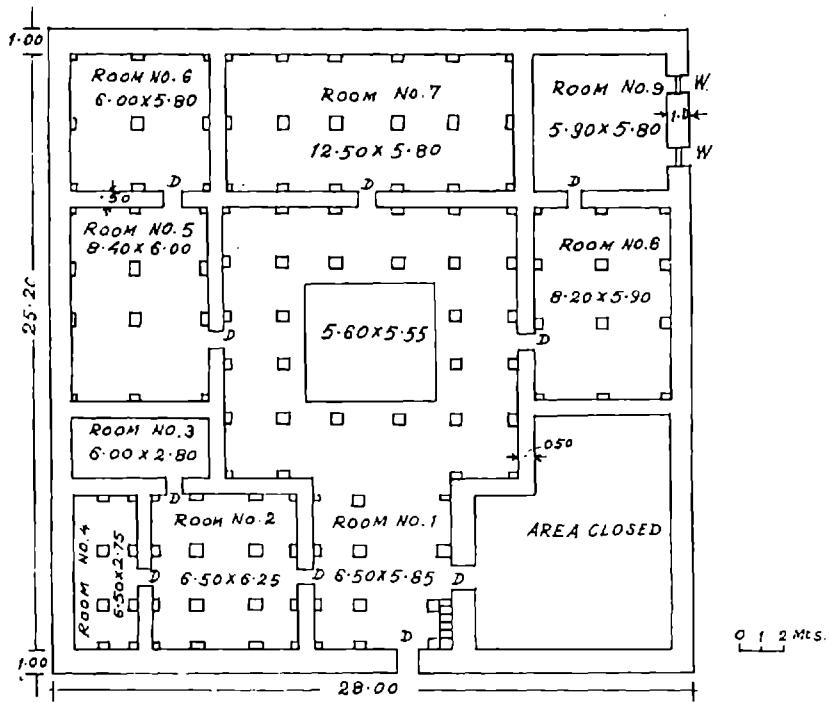 1.00
ROOM NO.6
6.00 x 5.80
ROOM NO.7
12.50 x 5.80
ROOM NO.9
5.90 x 5.80
W.
1.0
W
D
D
D
.50
ROOM NO.5
8.40 x 6.00
ROOM NO.8
8.20 x 5.90
25.20
5.60 x 5.55
D
D
ROOM NO.3
6.00 x 2.80
.050
D
ROOM NO.4
6.50 x 2.75
ROOM NO.2
6.50 x 6.25
ROOM NO.1
6.50 x 5.85
AREA CLOSED
D
D
D
D
0 1 2 Mts.
1.00
28.00